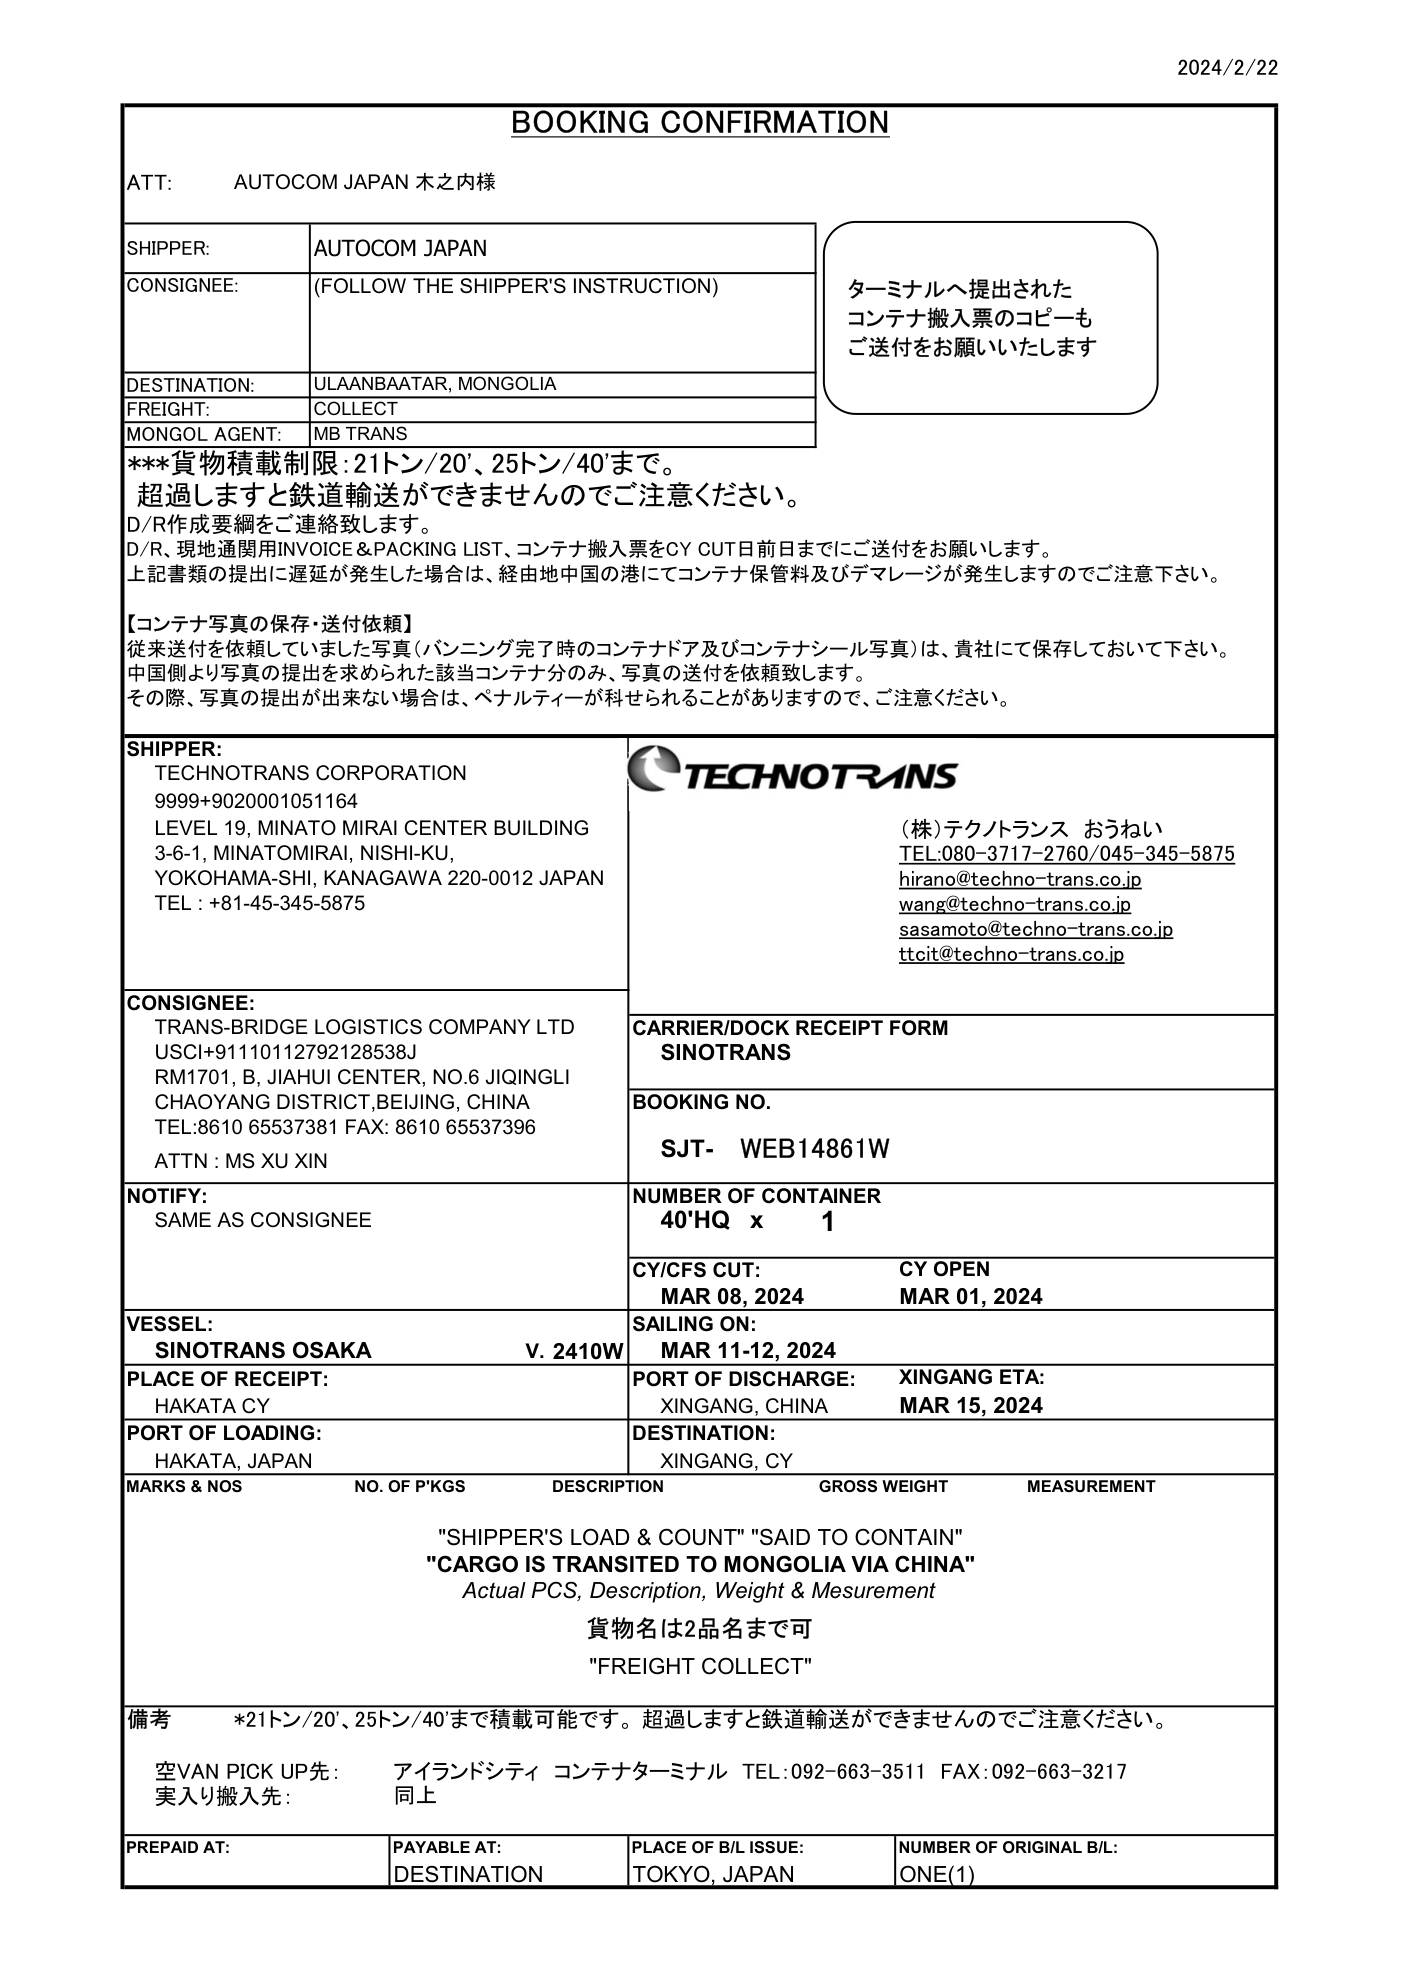 2024/2/22
BOOKING CONFIRMATION
ATT: AUTOCOM JAPAN 木之内様
SHIPPER: AUTOCOM JAPAN
CONSIGNEE: (FOLLOW THE SHIPPER'S INSTRUCTION)
ターミナルへ提出された
コンテナ搬入票のコピーも
ご送付をお願いいたします
DESTINATION: ULAANBAATAR, MONGOLIA
FREIGHT: COLLECT
MONGOL AGENT: MB TRANS
***貨物積載制限：21トン/20’、25トン/40’まで。
超過しますと鉄道輸送ができませんのでご注意ください。
D/R作成要綱をご連絡致します。
D/R、現地通関用INVOICE＆PACKING LIST、コンテナ搬入票をCY CUT日前日までにご送付をお願いします。
上記書類の提出に遅延が発生した場合は、経由地中国の港にてコンテナ保管料及びデマレージが発生しますのでご注意下さい。
【コンテナ写真の保存・送付依頼】
従来送付を依頼していました写真（バンニング完了時のコンテナドア及びコンテナシール写真）は、貴社にて保存しておいて下さい。
中国側より写真の提出を求められた該当コンテナ分のみ、写真の送付を依頼致します。
その際、写真の提出が出来ない場合は、ペナルティーが科せられることがありますので、ご注意ください。
SHIPPER:
TECHNOTRANS CORPORATION
9999+9020001051164
LEVEL 19, MINATO MIRAI CENTER BUILDING
3-6-1, MINATOMIRAI, NISHI-KU,
YOKOHAMA-SHI, KANAGAWA 220-0012 JAPAN
TEL : +81-45-345-5875
TECHNOTRANS
（株）テクノトランス　おうねい
TEL:080-3717-2760/045-345-5875
hirano@techno-trans.co.jp
wang@techno-trans.co.jp
sasamoto@techno-trans.co.jp
ttcit@techno-trans.co.jp
CONSIGNEE:
TRANS-BRIDGE LOGISTICS COMPANY LTD
USCI+91110112792128538J
RM1701, B, JIAHUI CENTER, NO.6 JIQINGLI
CHAOYANG DISTRICT,BEIJING, CHINA
TEL:8610 65537381 FAX: 8610 65537396
ATTN : MS XU XIN
CARRIER/DOCK RECEIPT FORM
SINOTRANS
BOOKING NO.
SJT- WEB14861W
NOTIFY:
SAME AS CONSIGNEE
NUMBER OF CONTAINER
40'HQ x 1
CY/CFS CUT: CY OPEN
MAR 08, 2024 MAR 01, 2024
VESSEL: SAILING ON:
SINOTRANS OSAKA V. 2410W MAR 11-12, 2024
PLACE OF RECEIPT: PORT OF DISCHARGE: XINGANG ETA:
HAKATA CY XINGANG, CHINA MAR 15, 2024
PORT OF LOADING: DESTINATION:
HAKATA, JAPAN XINGANG, CY
MARKS & NOS NO. OF P'KGS DESCRIPTION GROSS WEIGHT MEASUREMENT
"SHIPPER'S LOAD & COUNT" "SAID TO CONTAIN"
"CARGO IS TRANSITED TO MONGOLIA VIA CHINA"
Actual PCS, Description, Weight & Mesurement
貨物名は2品名まで可
"FREIGHT COLLECT"
備考 *21トン/20’、25トン/40’まで積載可能です。超過しますと鉄道輸送ができませんのでご注意ください。
空VAN PICK UP先： アイランドシティ　コンテナターミナル　TEL：092-663-3511　FAX：092-663-3217
実入り搬入先： 同上
PREPAID AT: PAYABLE AT: PLACE OF B/L ISSUE: NUMBER OF ORIGINAL B/L:
DESTINATION TOKYO, JAPAN ONE(1)